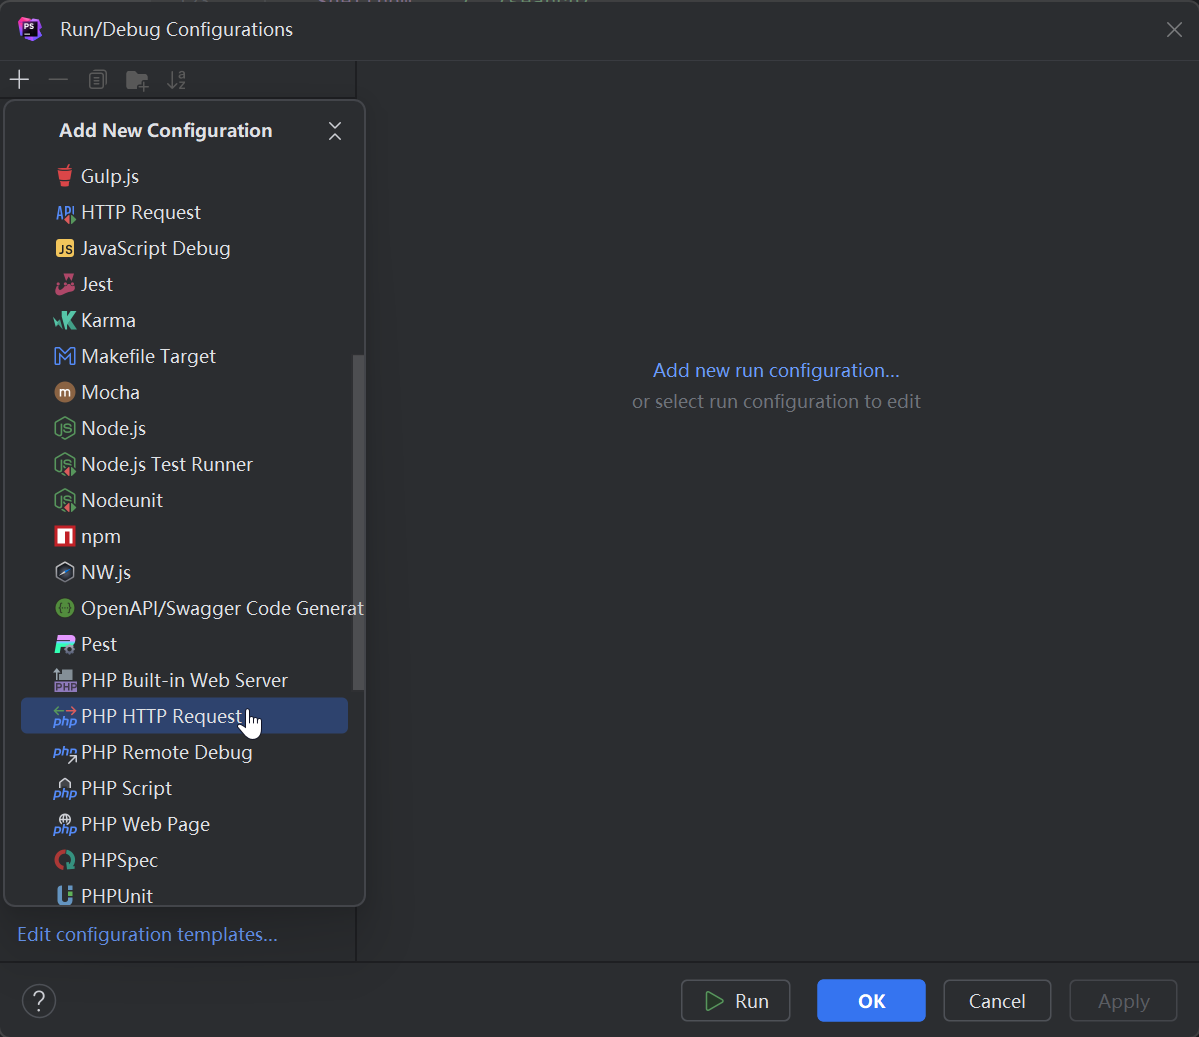 Run/Debug Configurations
Add New Configuration
Gulp.js
HTTP Request
JavaScript Debug
Jest
Karma
Makefile Target
Mocha
Node.js
Node.js Test Runner
Nodeunit
npm
NW.js
OpenAPI/Swagger Code Generat
Pest
PHP Built-in Web Server
PHP HTTP Request
PHP Remote Debug
PHP Script
PHP Web Page
PHPSpec
PHPUnit
Add new run configuration...
or select run configuration to edit
Edit configuration templates...
?
Run
OK
Cancel
Apply